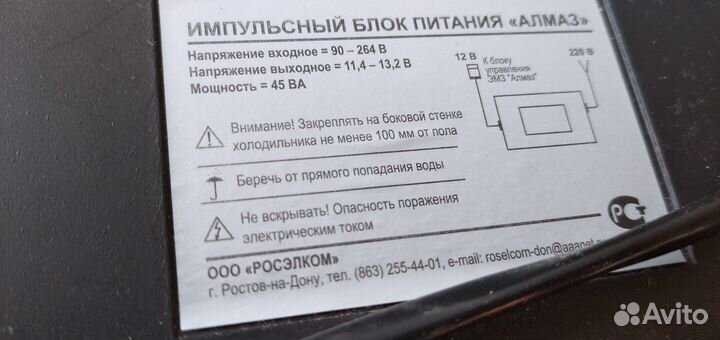 ИМПУЛЬСНЫЙ БЛОК ПИТАНИЯ «АЛМАЗ»
Напряжение входное = 90 – 264 В
Напряжение выходное = 11,4 – 13,2 В
Мощность = 45 ВА
12 В
К блоку
управления
ЭМЗ "Алмаз"
220 В
Внимание! Закреплять на боковой стенке
холодильника не менее 100 мм от пола
Беречь от прямого попадания воды
Не вскрывать! Опасность поражения
электрическим током
РСТ
ООО «РОСЭЛКОМ»
г. Ростов-на-Дону, тел. (863) 255-44-01, e-mail: roselcom-don@aaanet
Avito